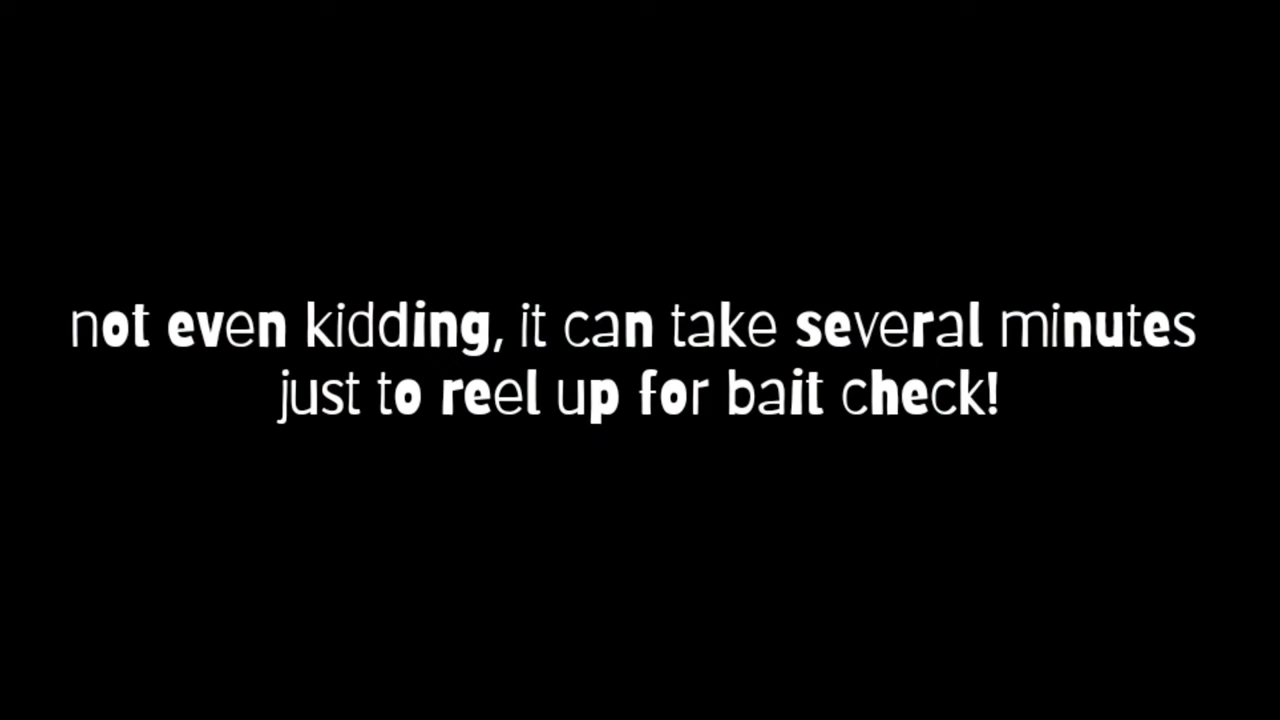 not even kidding, it can take several minutes
just to reel up for bait check!